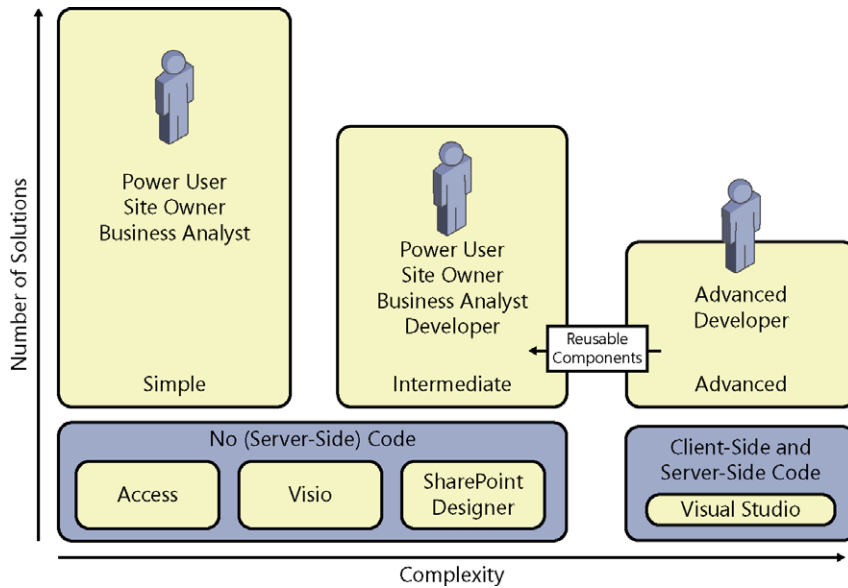 Number of Solutions
Power User
Site Owner
Business Analyst
Simple
Power User
Site Owner
Business Analyst
Developer
Intermediate
Reusable
Components
Advanced
Developer
Advanced
No (Server-Side) Code
Access
Visio
SharePoint
Designer
Client-Side and
Server-Side Code
Visual Studio
Complexity